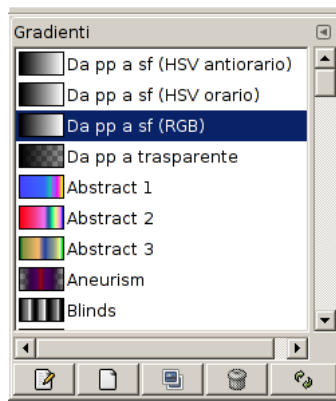 Gradienti
Da pp a sf (HSV antiorario)
Da pp a sf (HSV orario)
Da pp a sf (RGB)
Da pp a trasparente
Abstract 1
Abstract 2
Abstract 3
Aneurism
Blinds